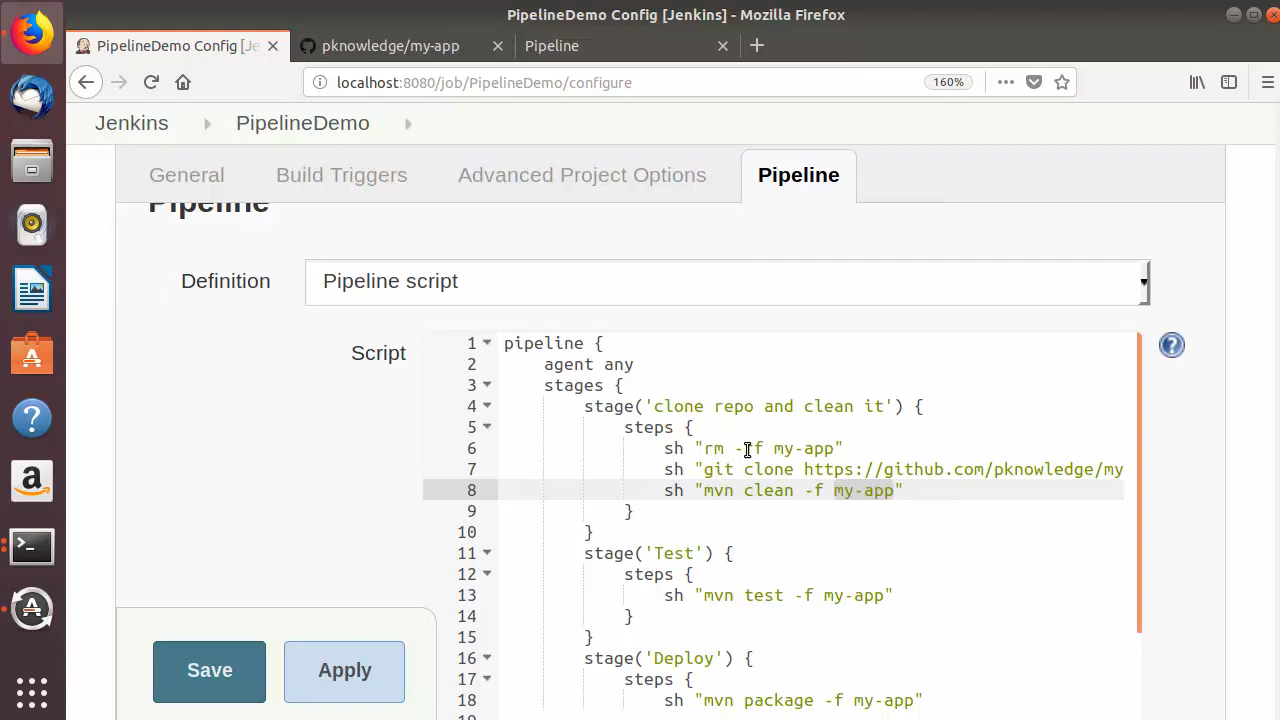 PipelineDemo Config [Jenkins] - Mozilla Firefox
PipelineDemo Config [Je
pknowledge/my-app
Pipeline
localhost:8080/job/PipelineDemo/configure
160%
Jenkins
PipelineDemo
General
Build Triggers
Advanced Project Options
Pipeline
Pipeline
Definition
Pipeline script
Script
1 pipeline {
2 agent any
3 stages {
4 stage('clone repo and clean it') {
5 steps {
6 sh "rm -rf my-app"
7 sh "git clone https://github.com/pknowledge/my
8 sh "mvn clean -f my-app"
9 }
10 }
11 stage('Test') {
12 steps {
13 sh "mvn test -f my-app"
14 }
15 }
16 stage('Deploy') {
17 steps {
18 sh "mvn package -f my-app"
Save
Apply